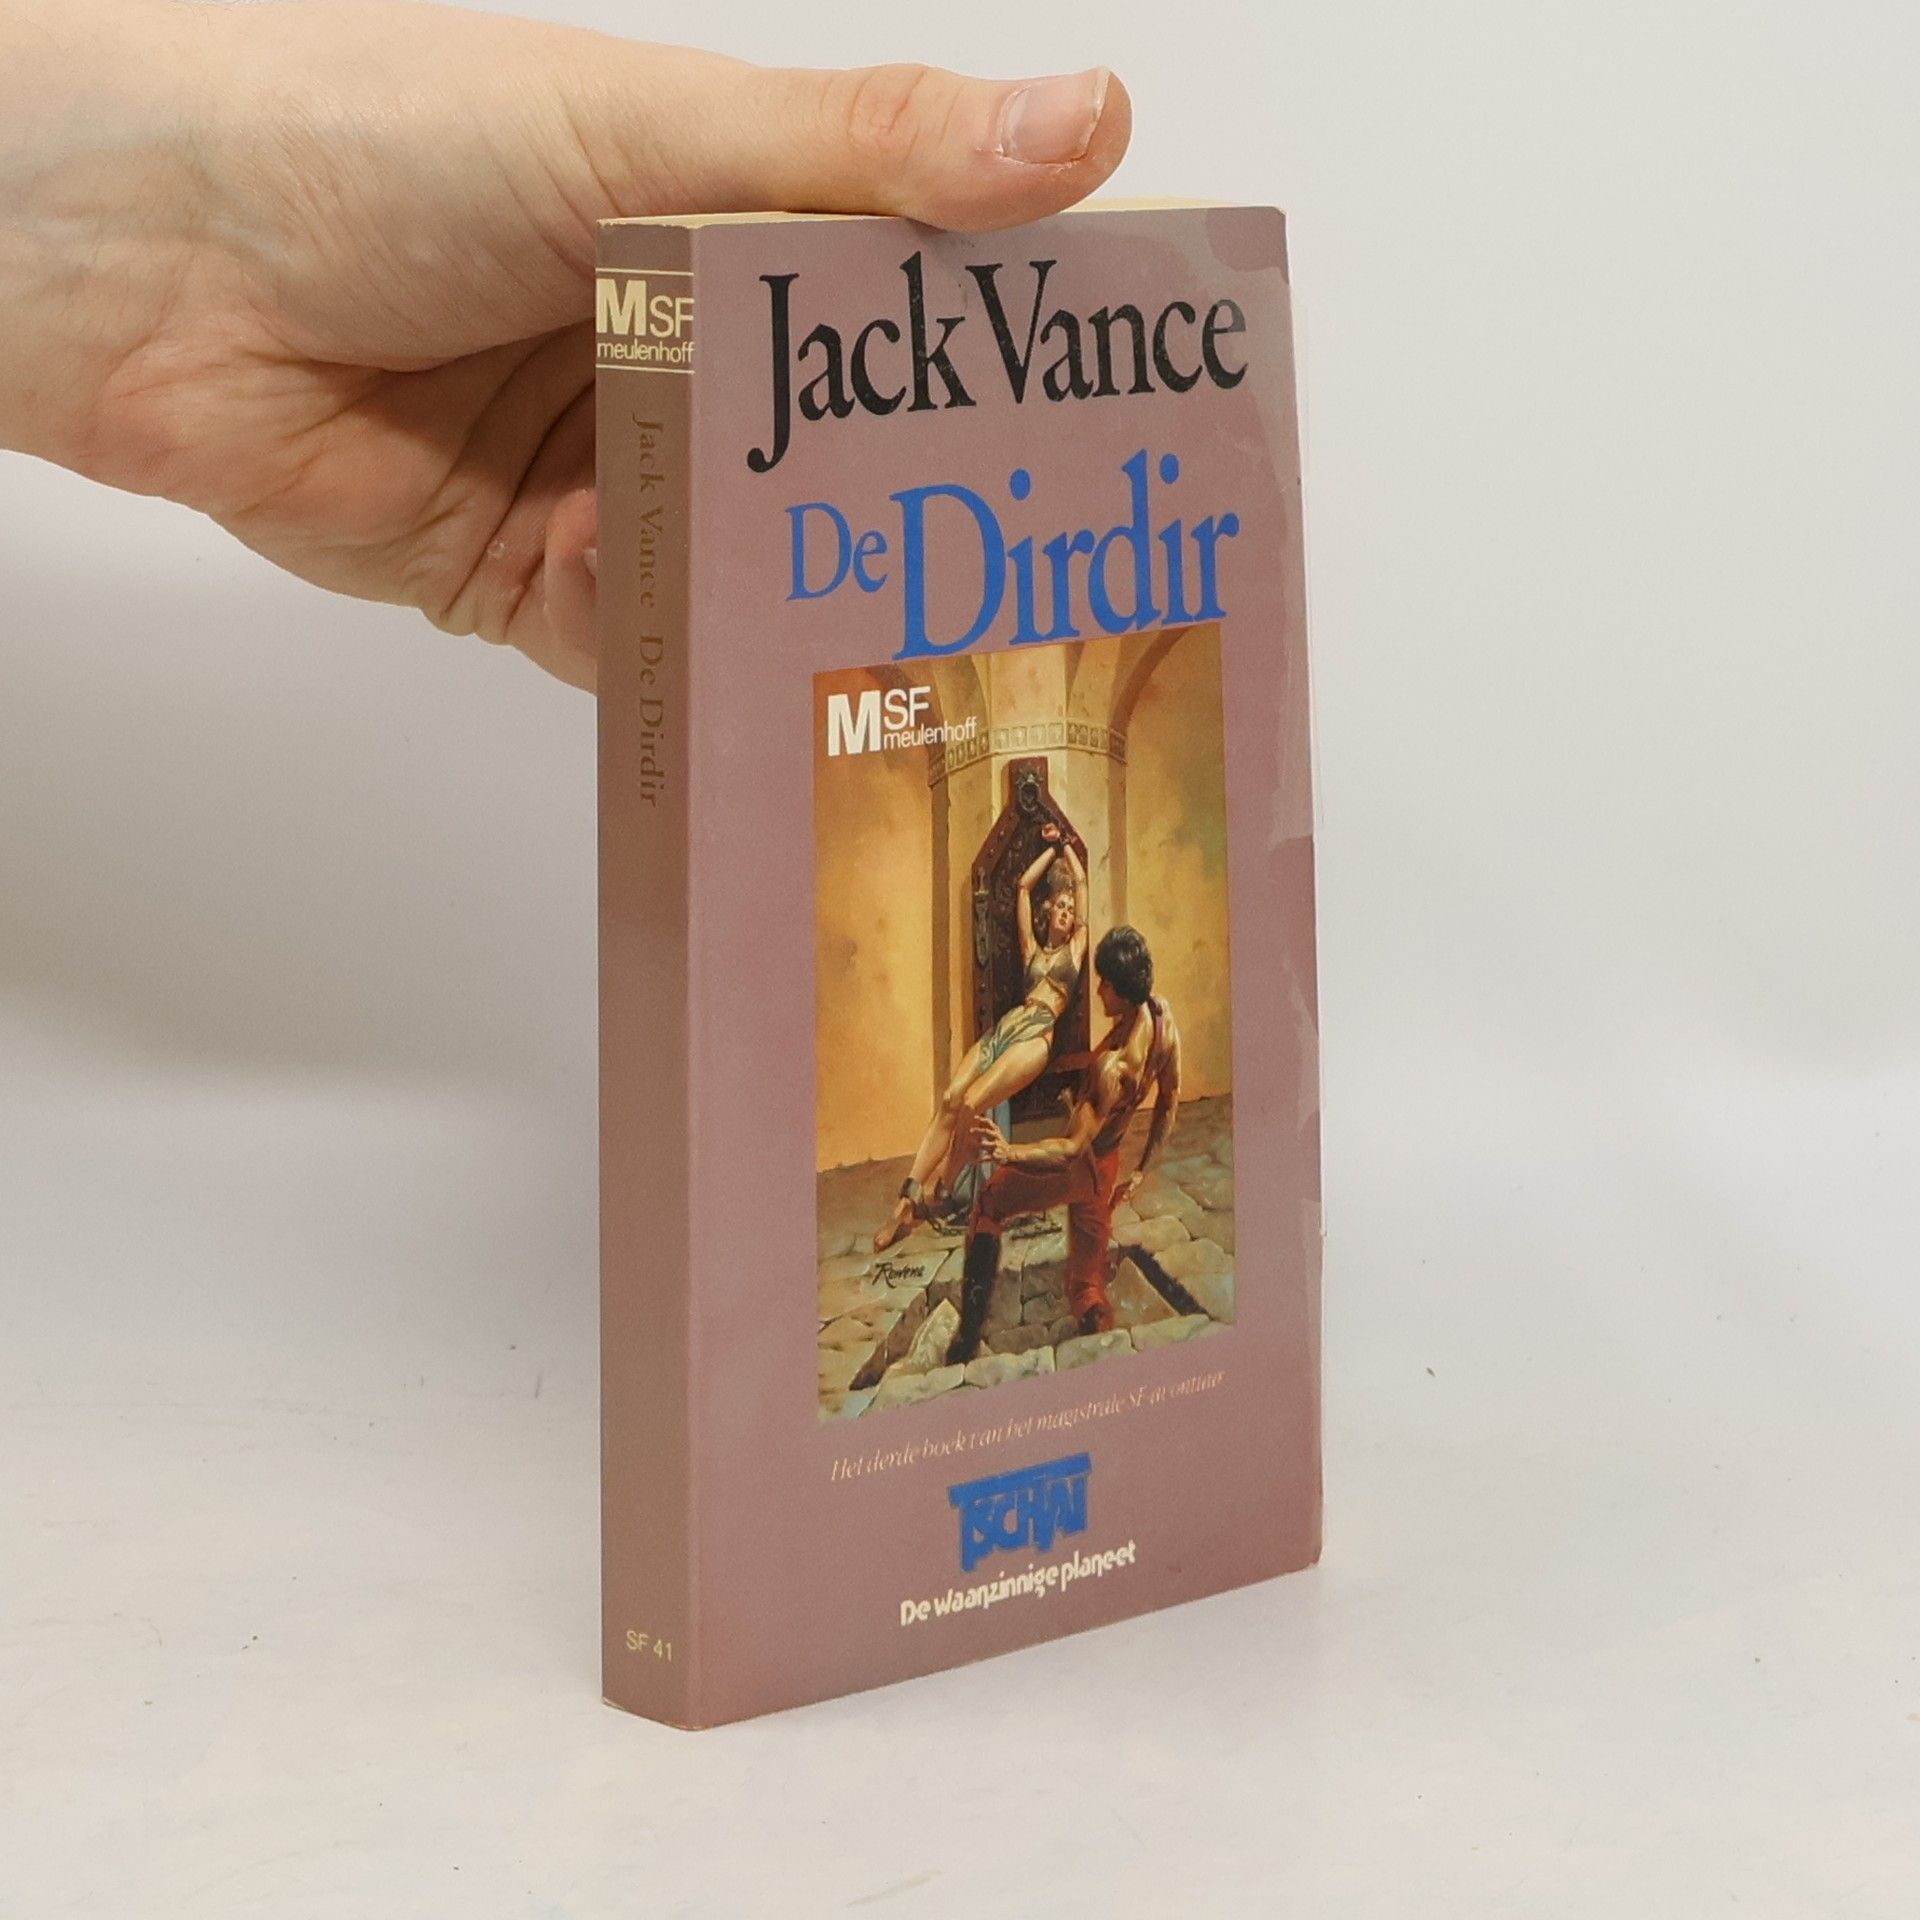 MSF
meulenhoff
Jack Vance De Dirdir
SF 41
Jack Vance
De Dirdir
MSF
meulenhoff
Rowena
Het derde boek van het magistrale SF-avontuur
TSCHAI
De waanzinnige planeet